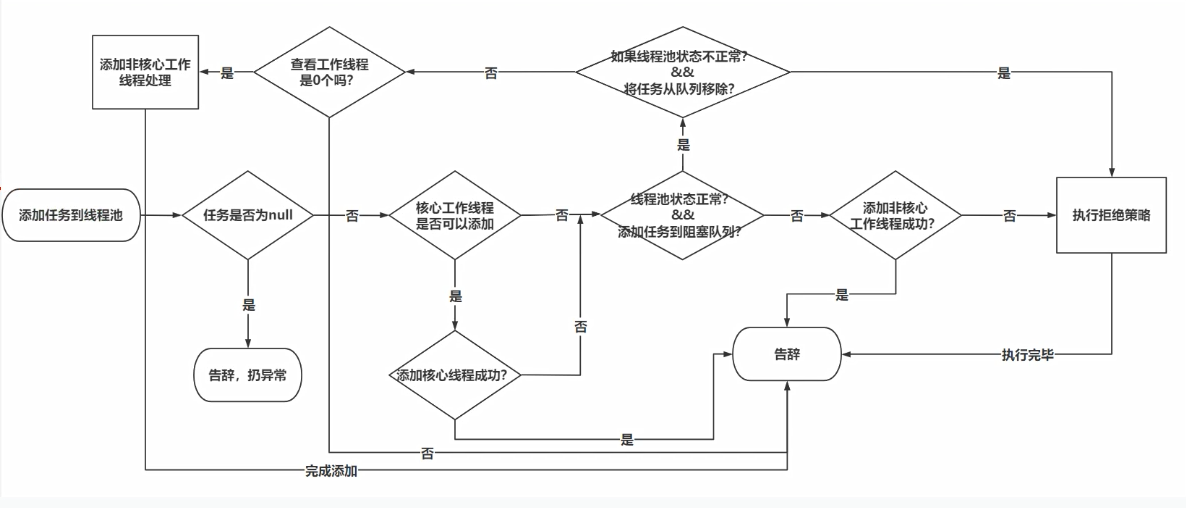 添加非核心工作
线程处理
是
查看工作线程
是0个吗?
否
如果线程池状态不正常?
&&
将任务从队列移除?
是
是
添加任务到线程池
任务是否为null
否
核心工作线程
是否可以添加
否
线程池状态正常?
&&
添加任务到阻塞队列?
否
添加非核心
工作线程成功?
否
执行拒绝策略
是
是
是
否
告辞，扔异常
添加核心线程成功?
告辞
执行完毕
是
否
完成添加